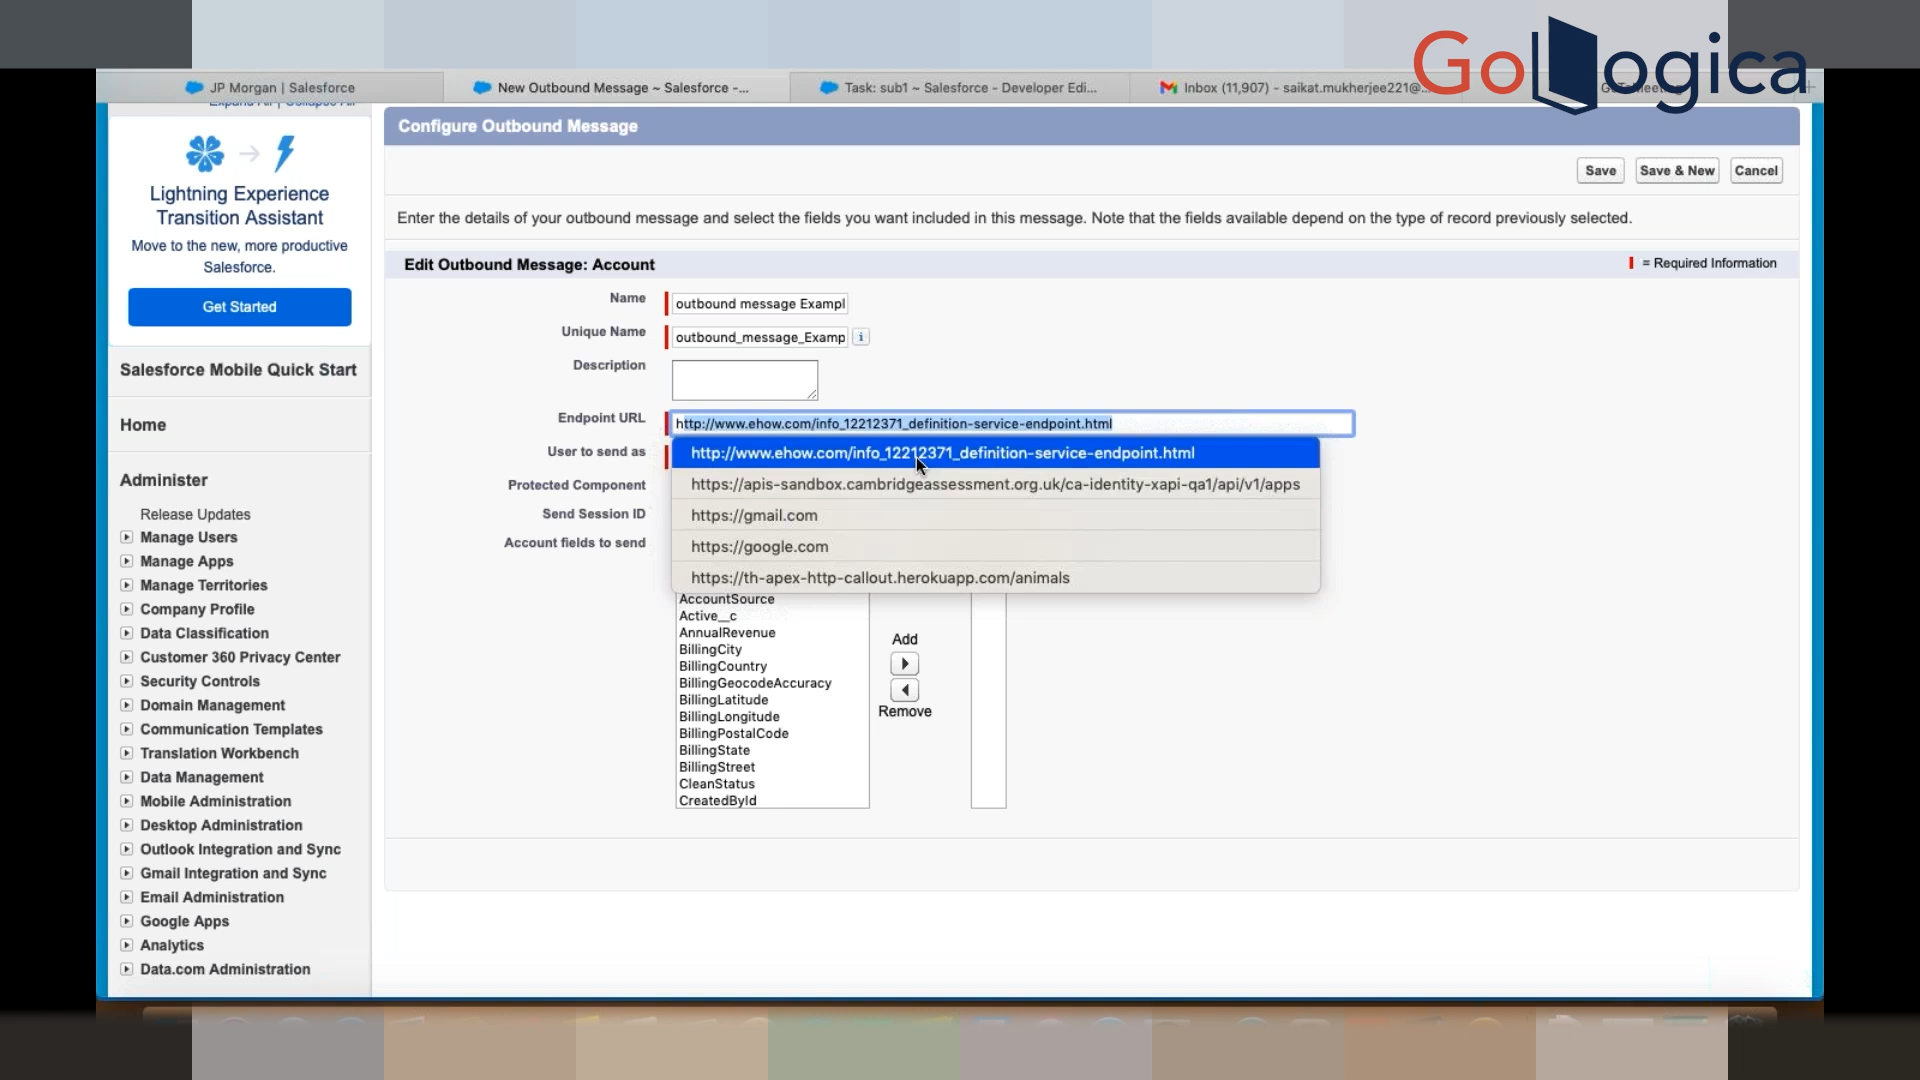 GoLogica
JP Morgan | Salesforce
New Outbound Message ~ Salesforce -...
Task: sub1 ~ Salesforce - Developer Edi...
Inbox (11,907) - saikat.mukherjee221@...
Expand All | Collapse All
Lightning Experience
Transition Assistant
Move to the new, more productive
Salesforce.
Get Started
Salesforce Mobile Quick Start
Home
Administer
Release Updates
Manage Users
Manage Apps
Manage Territories
Company Profile
Data Classification
Customer 360 Privacy Center
Security Controls
Domain Management
Communication Templates
Translation Workbench
Data Management
Mobile Administration
Desktop Administration
Outlook Integration and Sync
Gmail Integration and Sync
Email Administration
Google Apps
Analytics
Data.com Administration
Configure Outbound Message
Save
Save & New
Cancel
Enter the details of your outbound message and select the fields you want included in this message. Note that the fields available depend on the type of record previously selected.
Edit Outbound Message: Account
= Required Information
Name
outbound message Exampl
Unique Name
outbound_message_Examp
i
Description
Endpoint URL
http://www.ehow.com/info_12212371_definition-service-endpoint.html
User to send as
http://www.ehow.com/info_12212371_definition-service-endpoint.html
Protected Component
https://apis-sandbox.cambridgeassessment.org.uk/ca-identity-xapi-qa1/api/v1/apps
Send Session ID
https://gmail.com
Account fields to send
https://google.com
https://th-apex-http-callout.herokuapp.com/animals
AccountSource
Active__c
AnnualRevenue
BillingCity
BillingCountry
BillingGeocodeAccuracy
BillingLatitude
BillingLongitude
BillingPostalCode
BillingState
BillingStreet
CleanStatus
CreatedById
Add
Remove